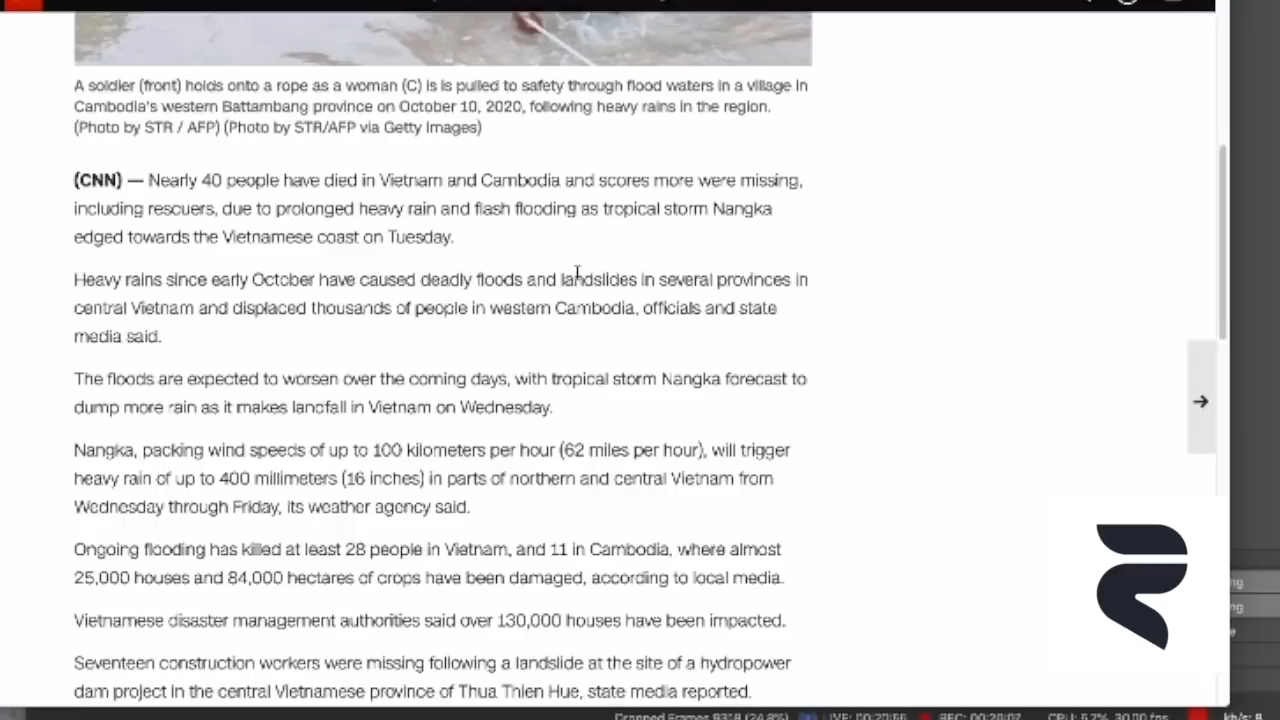 A soldier (front) holds onto a rope as a woman (C) is is pulled to safety through flood waters in a village in
Cambodia's western Battambang province on October 10, 2020, following heavy rains in the region.
(Photo by STR / AFP) (Photo by STR/AFP via Getty Images)
(CNN) — Nearly 40 people have died in Vietnam and Cambodia and scores more were missing,
including rescuers, due to prolonged heavy rain and flash flooding as tropical storm Nangka
edged towards the Vietnamese coast on Tuesday.
Heavy rains since early October have caused deadly floods and landslides in several provinces in
central Vietnam and displaced thousands of people in western Cambodia, officials and state
media said.
The floods are expected to worsen over the coming days, with tropical storm Nangka forecast to
dump more rain as it makes landfall in Vietnam on Wednesday.
Nangka, packing wind speeds of up to 100 kilometers per hour (62 miles per hour), will trigger
heavy rain of up to 400 millimeters (16 inches) in parts of northern and central Vietnam from
Wednesday through Friday, its weather agency said.
Ongoing flooding has killed at least 28 people in Vietnam, and 11 in Cambodia, where almost
25,000 houses and 84,000 hectares of crops have been damaged, according to local media.
Vietnamese disaster management authorities said over 130,000 houses have been impacted.
Seventeen construction workers were missing following a landslide at the site of a hydropower
dam project in the central Vietnamese province of Thua Thien Hue, state media reported.